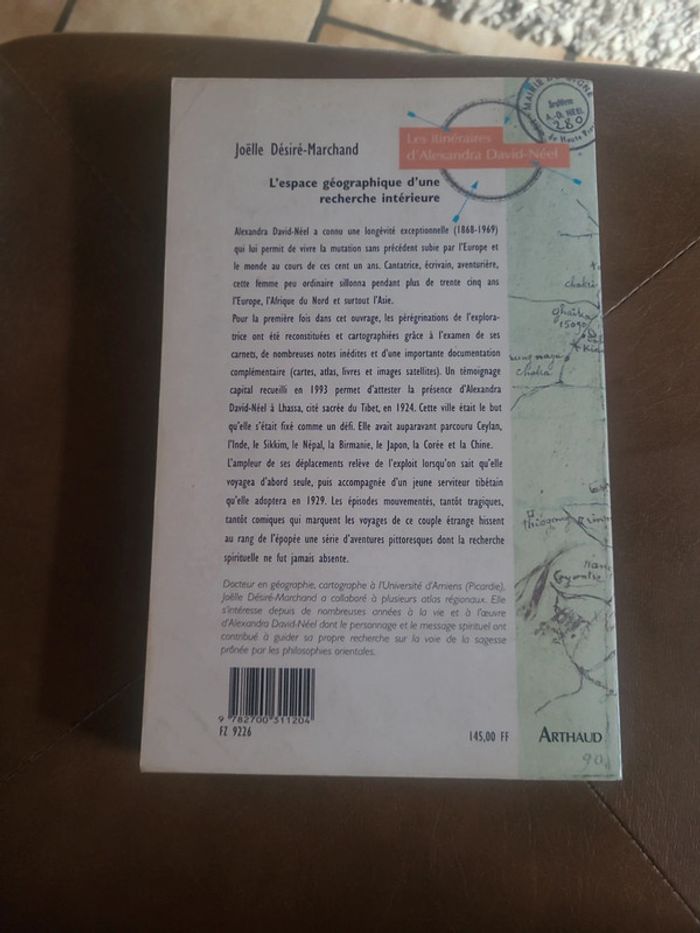 MAIRIE DE DIGNE
Archives
A.-D. NEEL
280
Joëlle Désiré-Marchand
Les itinéraires
d'Alexandra David-Néel
L'espace géographique d'une
recherche intérieure
Alexandra David-Néel a connu une longévité exceptionnelle (1868-1969)
qui lui permit de vivre la mutation sans précédent subie par l'Europe et
le monde au cours de ces cent un ans. Cantatrice, écrivain, aventurière,
cette femme peu ordinaire sillonna pendant plus de trente cinq ans
l'Europe, l'Afrique du Nord et surtout l'Asie.
Pour la première fois dans cet ouvrage, les pérégrinations de l'explora-
trice ont été reconstituées et cartographiées grâce à l'examen de ses
carnets, de nombreuses notes inédites et d'une importante documentation
complémentaire (cartes, atlas, livres et images satellites). Un témoignage
capital recueilli en 1993 permet d'attester la présence d'Alexandra
David-Néel à Lhassa, cité sacrée du Tibet, en 1924. Cette ville était le but
qu'elle s'était fixé comme un défi. Elle avait auparavant parcouru Ceylan,
l'Inde, le Sikkim, le Népal, la Birmanie, le Japon, la Corée et la Chine.
L'ampleur de ses déplacements relève de l'exploit lorsqu'on sait qu'elle
voyagea d'abord seule, puis accompagnée d'un jeune serviteur tibétain
qu'elle adoptera en 1929. Les épisodes mouvementés, tantôt tragiques,
tantôt comiques qui marquent les voyages de ce couple étrange hissent
au rang de l'épopée une série d'aventures pittoresques dont la recherche
spirituelle ne fut jamais absente.
Docteur en géographie, cartographe à l'Université d'Amiens (Picardie),
Joëlle Désiré-Marchand a collaboré à plusieurs atlas régionaux. Elle
s'intéresse depuis de nombreuses années à la vie et à l'œuvre
d'Alexandra David-Néel dont le personnage et le message spirituel ont
contribué à guider sa propre recherche sur la voie de la sagesse
prônée par les philosophies orientales.
9 782700 311204
FZ 9226
145,00 FF
ARTHAUD
chakri
15090
choka
90